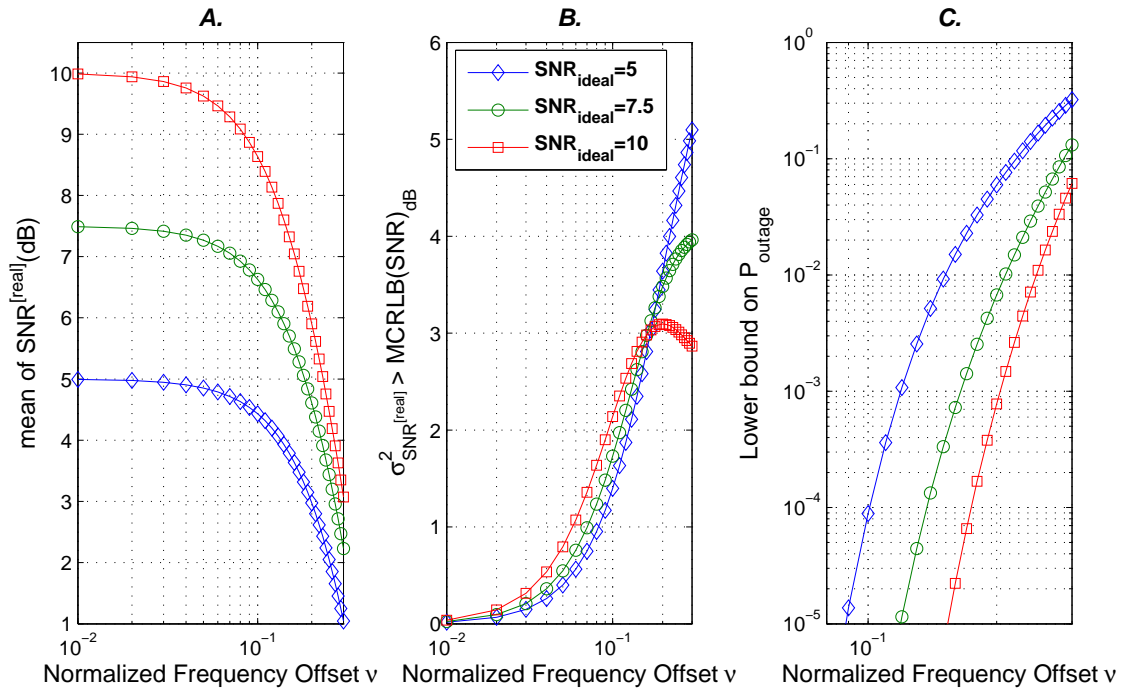 A.
B.
C.
mean of SNR^[real](dB)
10
9
8
7
6
5
4
3
2
1
10^-2
10^-1
Normalized Frequency Offset ν
σ^2_SNR^[real] > MCRLB(SNR)_dB
6
5
4
3
2
1
0
10^-2
10^-1
Normalized Frequency Offset ν
SNR_ideal=5
SNR_ideal=7.5
SNR_ideal=10
Lower bound on P_outage
10^0
10^-1
10^-2
10^-3
10^-4
10^-5
10^-1
Normalized Frequency Offset ν